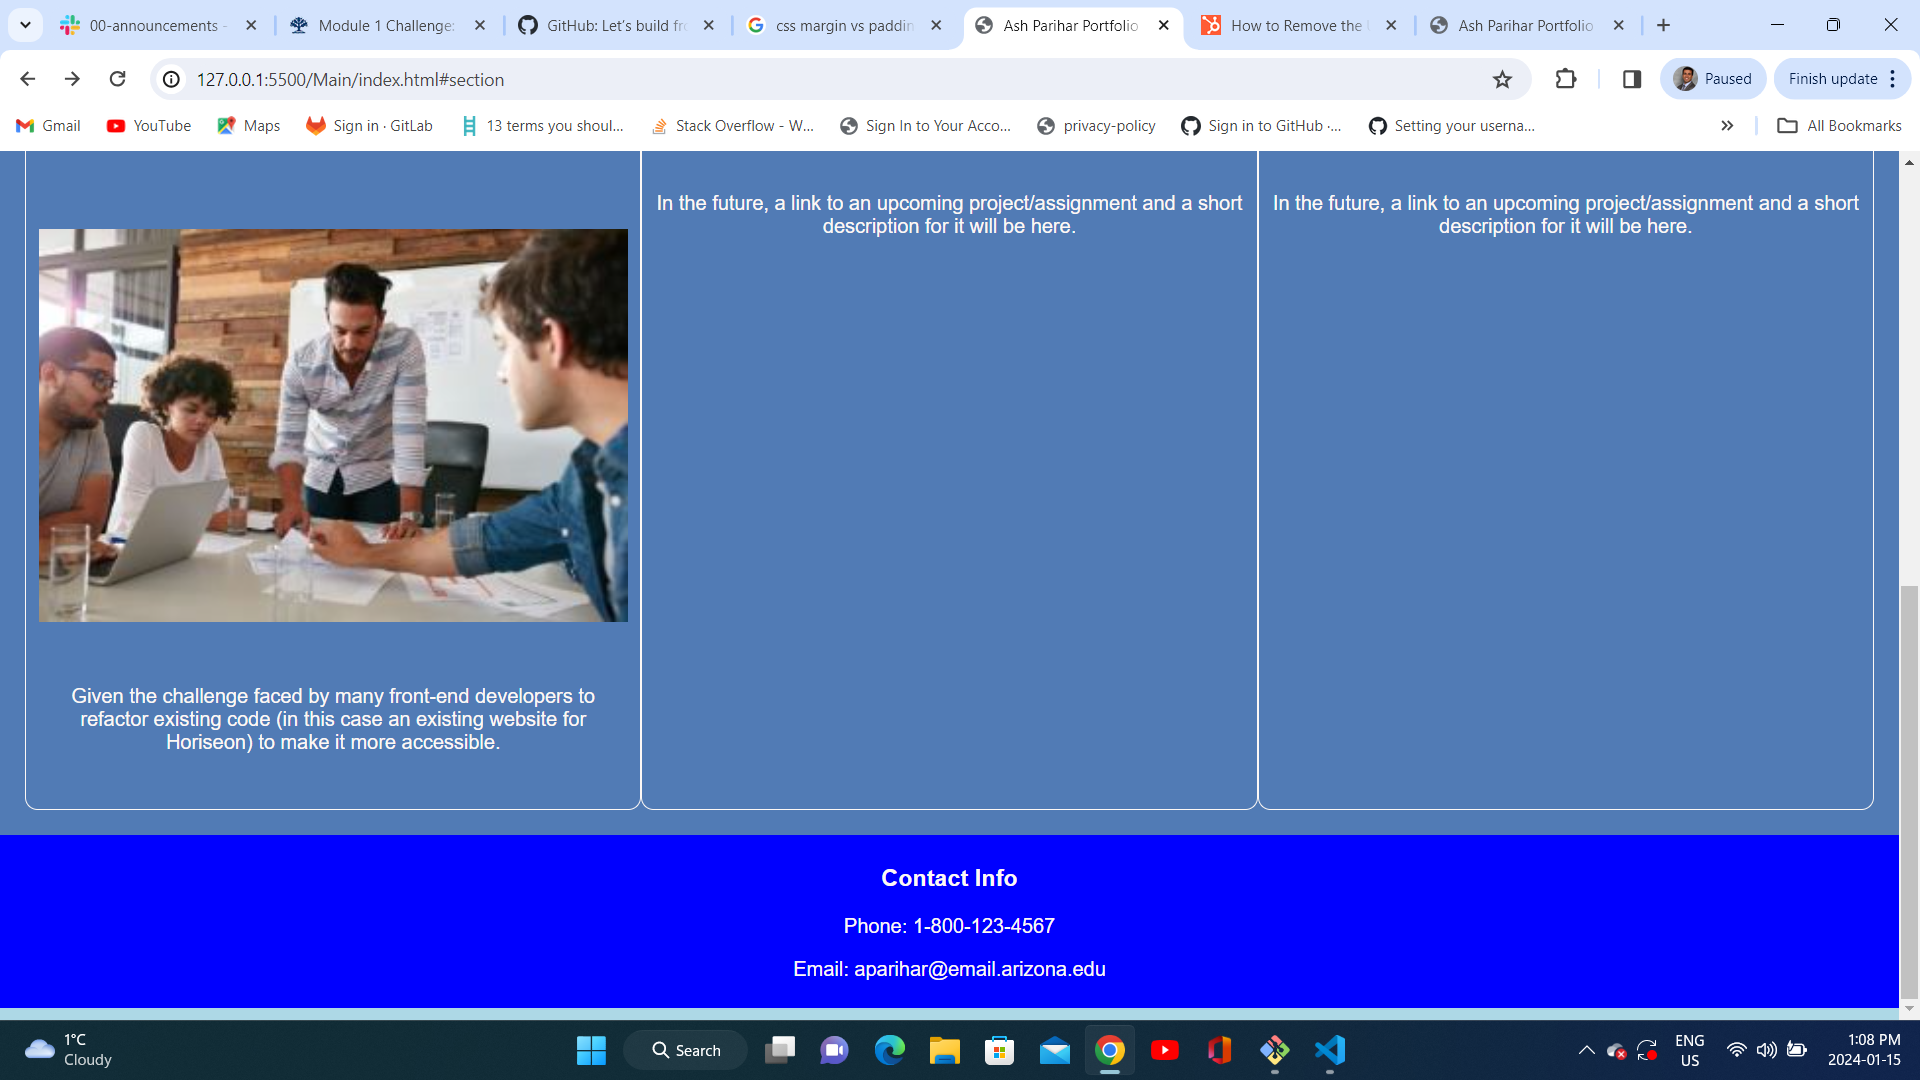 00-announcements -
Module 1 Challenge:
GitHub: Let's build fr
css margin vs paddin
Ash Parihar Portfolio
How to Remove the
Ash Parihar Portfolio
127.0.0.1:5500/Main/index.html#section
Paused
Finish update
Gmail
YouTube
Maps
Sign in · GitLab
13 terms you shoul...
Stack Overflow - W...
Sign In to Your Acco...
privacy-policy
Sign in to GitHub ·...
Setting your userna...
All Bookmarks
In the future, a link to an upcoming project/assignment and a short
description for it will be here.
In the future, a link to an upcoming project/assignment and a short
description for it will be here.
Given the challenge faced by many front-end developers to
refactor existing code (in this case an existing website for
Horiseon) to make it more accessible.
Contact Info
Phone: 1-800-123-4567
Email: aparihar@email.arizona.edu
1°C
Cloudy
Search
ENG
US
1:08 PM
2024-01-15